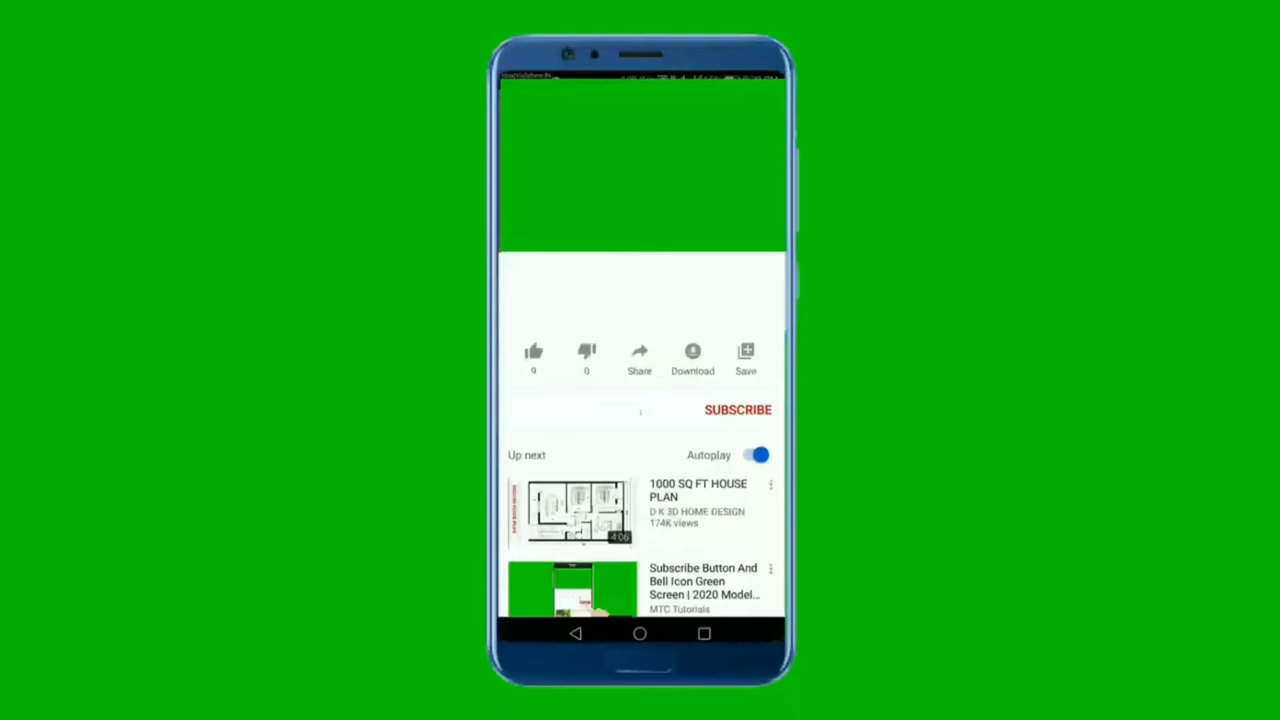 9
0
Share
Download
Save
SUBSCRIBE
Up next
Autoplay
1000 SQ FT HOUSE
PLAN
D K 3D HOME DESIGN
174K views
4:06
Subscribe Button And
Bell Icon Green
Screen | 2020 Model...
MTC Tutorials